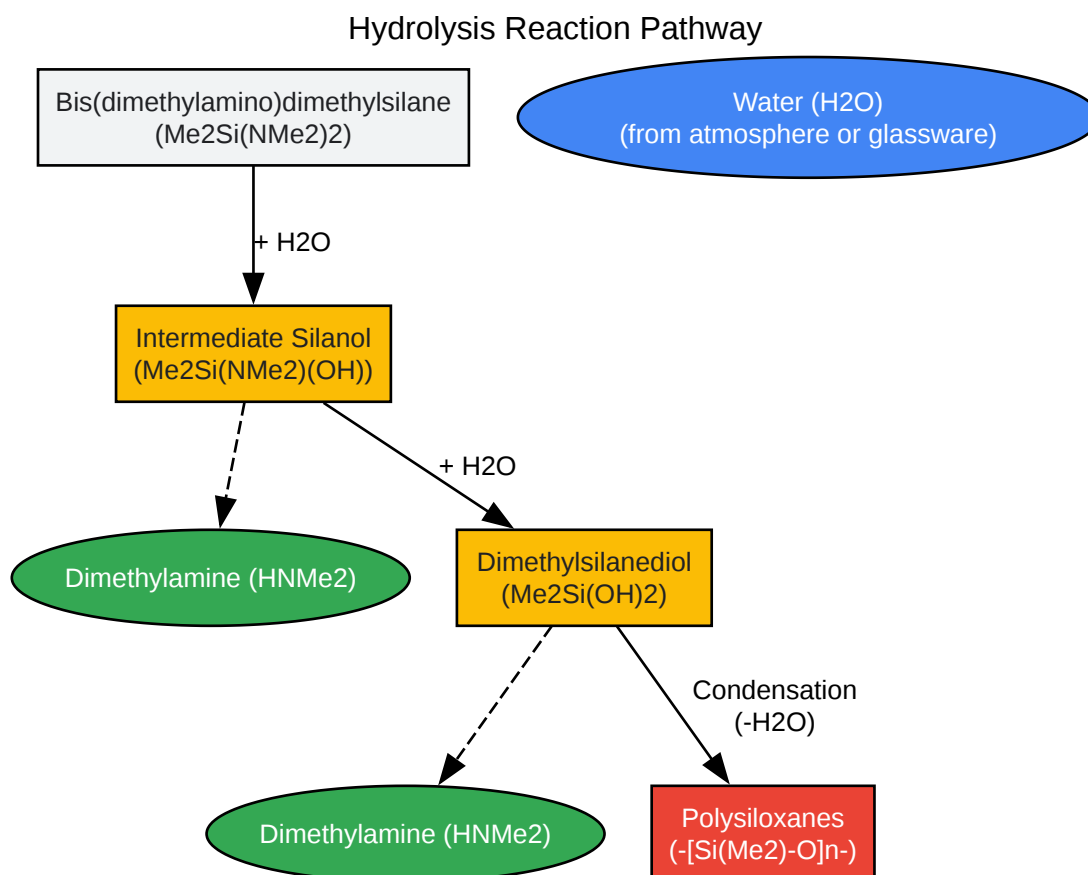 Hydrolysis Reaction Pathway
Bis(dimethylamino)dimethylsilane
(Me2Si(NMe2)2)
Water (H2O)
(from atmosphere or glassware)
+ H2O
Intermediate Silanol
(Me2Si(NMe2)(OH))
+ H2O
Dimethylamine (HNMe2)
Dimethylsilanediol
(Me2Si(OH)2)
Condensation
(-H2O)
Dimethylamine (HNMe2)
Polysiloxanes
(-[Si(Me2)-O]n-)